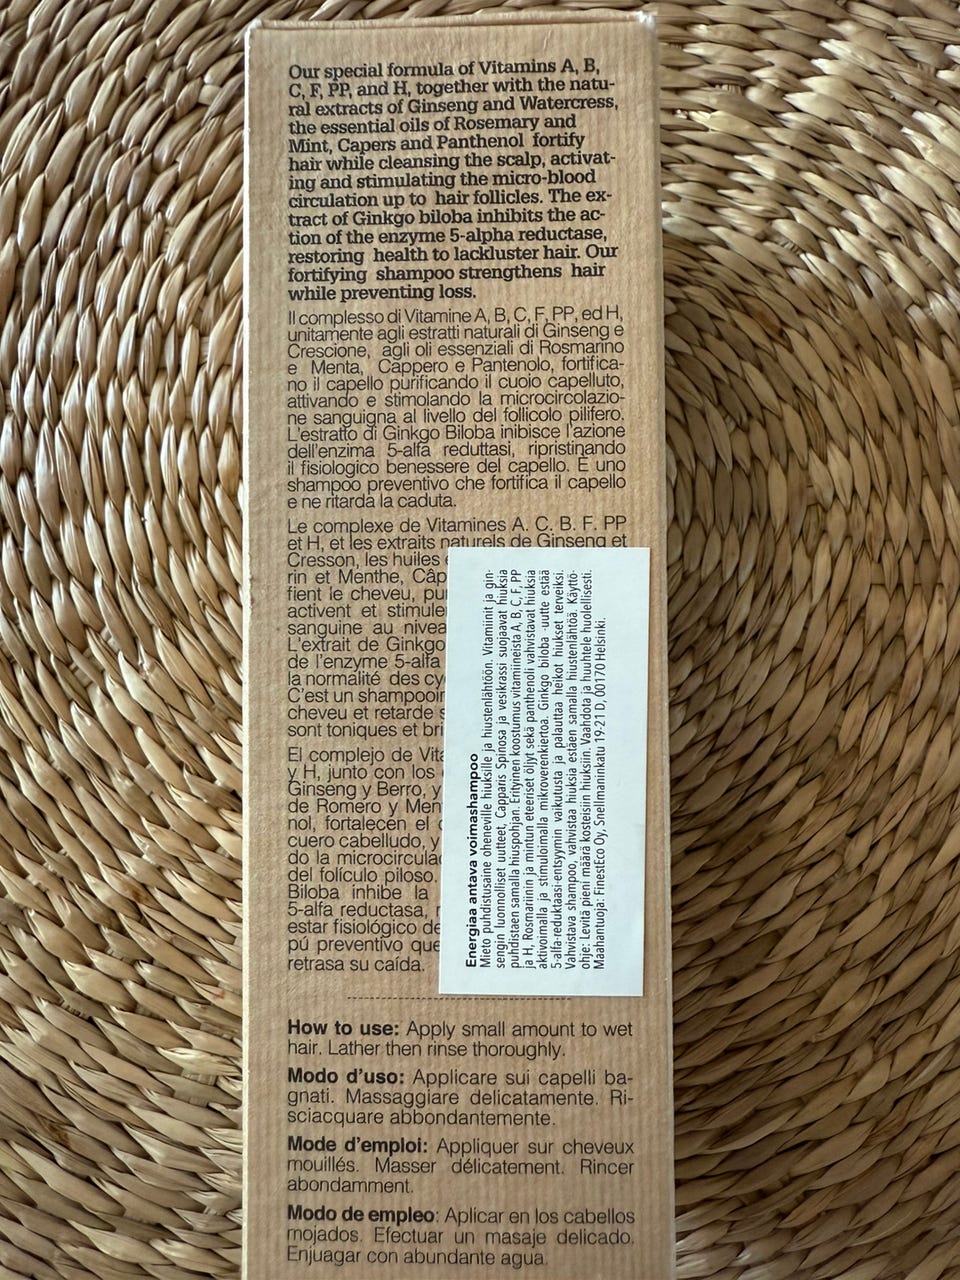 Our special formula of Vitamins A, B,
C, F, PP, and H, together with the natu-
ral extracts of Ginseng and Watercress,
the essential oils of Rosemary and
Mint, Capers and Panthenol fortify
hair while cleansing the scalp, activat-
ing and stimulating the micro-blood
circulation up to hair follicles. The ex-
tract of Ginkgo biloba inhibits the ac-
tion of the enzyme 5-alpha reductase,
restoring health to lackluster hair. Our
fortifying shampoo strengthens hair
while preventing loss.
Il complesso di Vitamine A, B, C, F, PP, ed H,
unitamente agli estratti naturali di Ginseng e
Crescione, agli oli essenziali di Rosmarino
e Menta, Cappero e Pantenolo, fortifica-
no il capello purificando il cuoio capelluto,
attivando e stimolando la microcircolazio-
ne sanguigna al livello del follicolo pilifero.
L'estratto di Ginkgo Biloba inibisce l'azione
dell'enzima 5-alfa reduttasi, ripristinando
il fisiologico benessere del capello. È uno
shampoo preventivo che fortifica il capello
e ne ritarda la caduta.
Le complexe de Vitamines A. C. B. F. PP
et H, et les extraits naturels de Ginseng et
Cresson, les huiles
rin et Menthe, Câp
fient le cheveu, pu
activent et stimule
sanguine au nivea
L'extrait de Ginkgo
de l'enzyme 5-alfa
la normalité des cy
C'est un shampooir
cheveu et retarde s
sont toniques et bri
El complejo de Vita
y H, junto con los
Ginseng y Berro, y
de Romero y Men
nol, fortalecen el
cuero cabelludo, y
do la microcircula
del folículo piloso.
Biloba inhibe la
5-alfa reductasa, r
estar fisiológico de
pú preventivo que
retrasa su caída.
Energiaa antava voimashampoo
Mieto puhdistusaine oheneville hiuksille ja hiustenlähtöön. Vitamiinit ja gin-
sengin luonnolliset uutteet, Capparis Spinosa ja vesikrassi suojaavat hiuksia
puhdistaen samalla hiuspohjan. Erityinen koostumus vitamiineista A, B, C, F, PP
ja H, Rosmariinin ja mintun eteeriset öljyt sekä panthenoli vahvistavat hiuksia
aktivoimalla ja stimuloimalla mikroverenkiertoa. Ginkgo biloba -uutte estää
5-alfa-reduktaasi-entsyymin vaikutusta ja palauttaa heikot hiukset terveiksi.
Vahvistava shampoo, vahvistaa hiuksia estäen samalla hiustenlähtöä. Käyttö-
ohje: Levitä pieni määrä kosteisiin hiuksiin. Vaahdota ja huuhtele huolellisesti.
Maahantuoja: FinestEco Oy, Snellmaninkatu 19-21 D, 00170 Helsinki.
How to use: Apply small amount to wet
hair. Lather then rinse thoroughly.
Modo d'uso: Applicare sui capelli ba-
gnati. Massaggiare delicatamente. Ri-
sciacquare abbondantemente.
Mode d'emploi: Appliquer sur cheveux
mouillés. Masser délicatement. Rincer
abondamment.
Modo de empleo: Aplicar en los cabellos
mojados. Efectuar un masaje delicado.
Enjuagar con abundante agua.